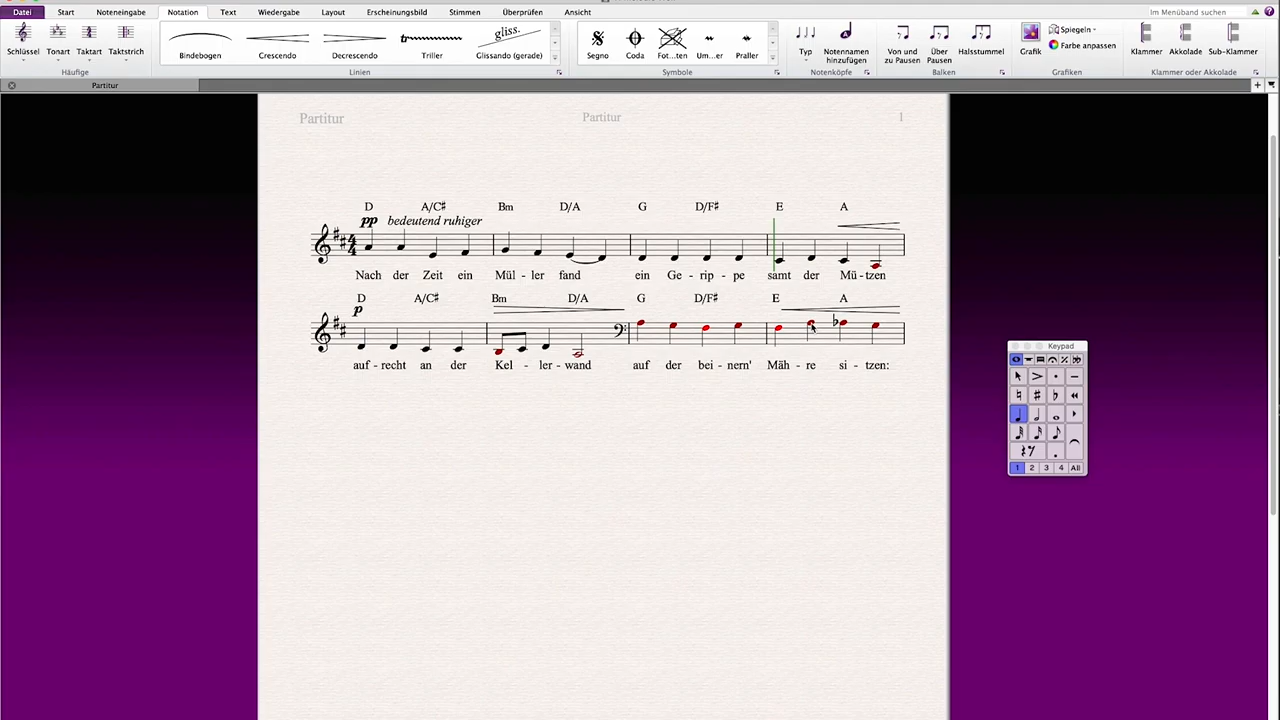 Datei Start Noteneingabe Notation Text Wiedergabe Layout Erscheinungsbild Stimmen Überprüfen Ansicht Im Menüband suchen
Schlüssel Tonart Taktart Taktstrich
Häufige
gliss.
Bindebogen Crescendo Decrescendo Triller Glissando (gerade)
Linien
Segno Coda Fot...ten Um...er Praller
Symbole
Typ Notennamen hinzufügen
Notenköpfe
Von und zu Pausen Über Pausen Halsstummel
Balken
Grafik Spiegeln Farbe anpassen
Grafiken
Klammer Akkolade Sub-Klammer
Klammer oder Akkolade
Partitur
Partitur Partitur 1
D A/C♯ Bm D/A G D/F♯ E A
pp bedeutend ruhiger
Nach der Zeit ein Mül - ler fand ein Ge - rip - pe samt der Mü - tzen
D A/C♯ Bm D/A G D/F♯ E A
p
auf - recht an der Kel - ler - wand auf der bei - nern' Mäh - re si - tzen:
Keypad
1 2 3 4 All